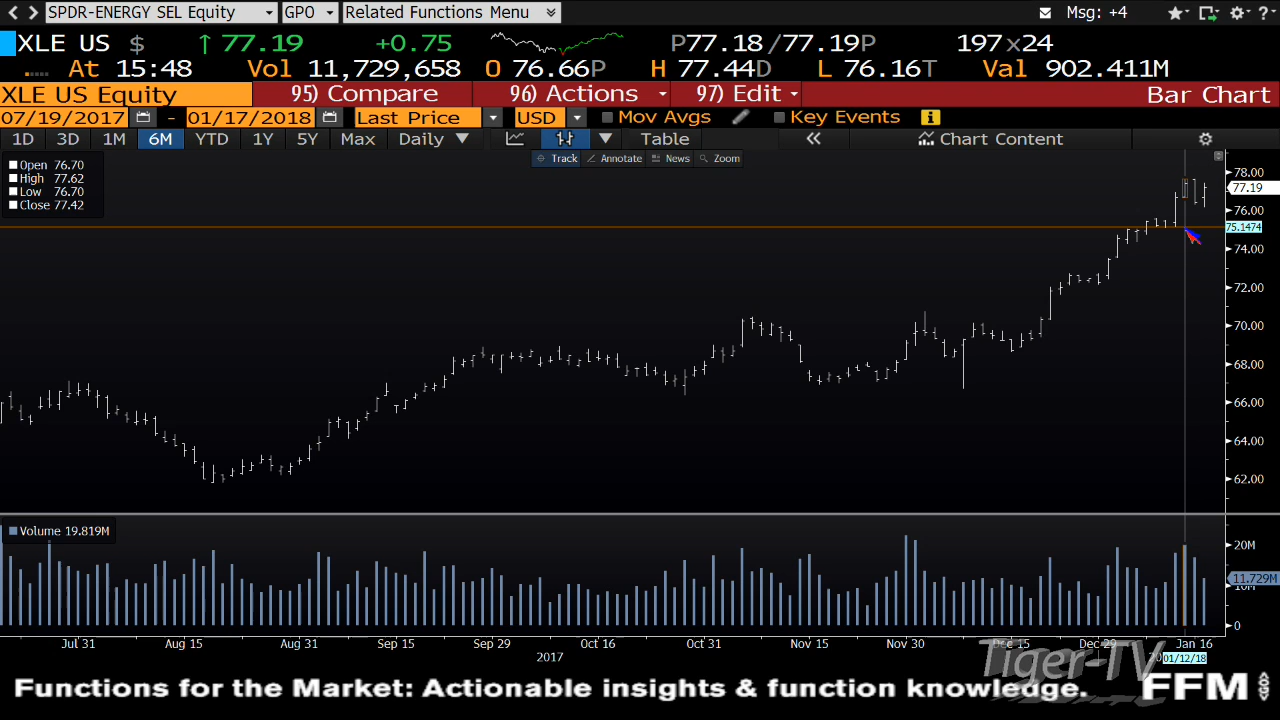 SPDR-ENERGY SEL Equity GPO Related Functions Menu Msg: +4 ?
XLE US $ ↑ 77.19 +0.75 P77.18 /77.19P 197x24
At 15:48 Vol 11,729,658 O 76.66P H 77.44D L 76.16T Val 902.411M
XLE US Equity 95) Compare 96) Actions 97) Edit Bar Chart
07/19/2017 - 01/17/2018 Last Price USD Mov Avgs Key Events i
1D 3D 1M 6M YTD 1Y 5Y Max Daily Table « Chart Content
Track Annotate News Zoom
Open 76.70
High 77.62
Low 76.70
Close 77.42
78.00
77.19
76.00
75.1474
74.00
72.00
70.00
68.00
66.00
64.00
62.00
Volume 19.819M
20M
11.729M
10M
0
Jul 31 Aug 15 Aug 31 Sep 15 Sep 29 Oct 16 Oct 31 Nov 15 Nov 30 Dec 15 Dec 29 Jan 16
2017 01/12/18
Tiger-TV
Functions for the Market: Actionable insights & function knowledge. FFM